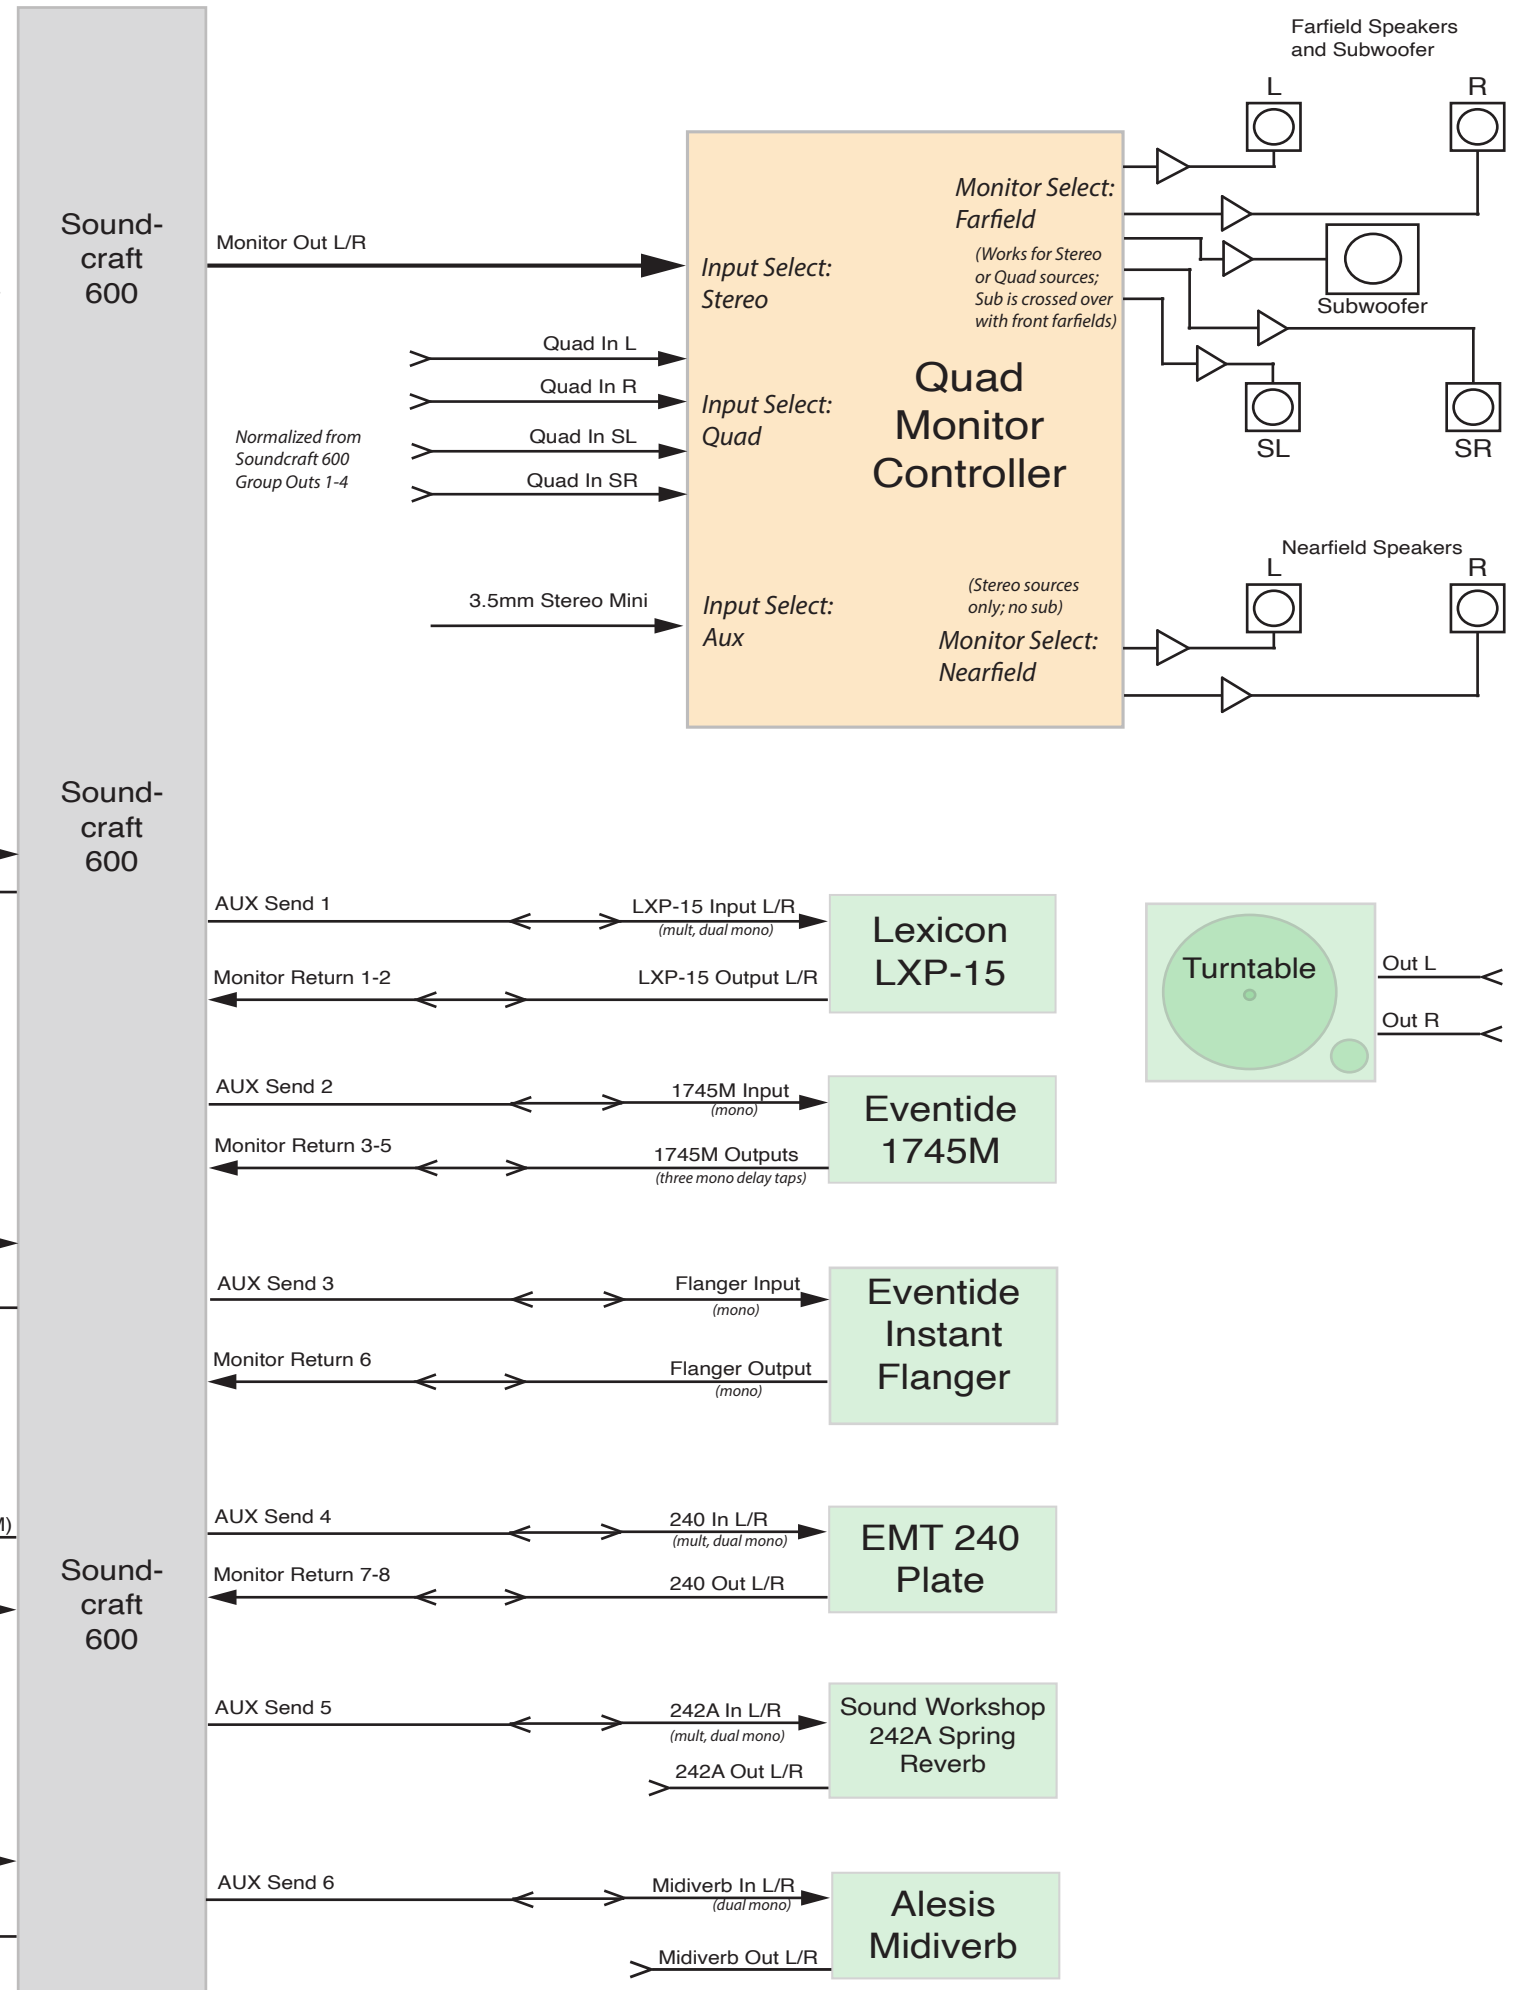 Farfield Speakers
and Subwoofer
L
R
Sound-
craft
600
Monitor Out L/R
Input Select:
Stereo
Monitor Select:
Farfield
(Works for Stereo
or Quad sources;
Sub is crossed over
with front farfields)
Subwoofer
Quad In L
Quad In R
Quad In SL
Quad In SR
Normalized from
Soundcraft 600
Group Outs 1-4
Input Select:
Quad
Quad
Monitor
Controller
SL
SR
3.5mm Stereo Mini
Input Select:
Aux
(Stereo sources
only; no sub)
Monitor Select:
Nearfield
Nearfield Speakers
L
R
Sound-
craft
600
AUX Send 1
LXP-15 Input L/R
(mult, dual mono)
Monitor Return 1-2
LXP-15 Output L/R
Lexicon
LXP-15
Turntable
Out L
Out R
AUX Send 2
1745M Input
(mono)
Monitor Return 3-5
1745M Outputs
(three mono delay taps)
Eventide
1745M
AUX Send 3
Flanger Input
(mono)
Monitor Return 6
Flanger Output
(mono)
Eventide
Instant
Flanger
M)
Sound-
craft
600
AUX Send 4
240 In L/R
(mult, dual mono)
Monitor Return 7-8
240 Out L/R
EMT 240
Plate
AUX Send 5
242A In L/R
(mult, dual mono)
242A Out L/R
Sound Workshop
242A Spring
Reverb
AUX Send 6
Midiverb In L/R
(dual mono)
Midiverb Out L/R
Alesis
Midiverb